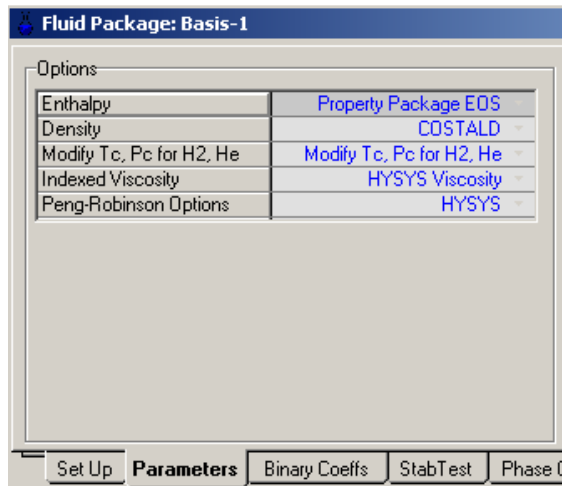 Fluid Package: Basis-1
Options
Enthalpy Property Package EOS
Density COSTALD
Modify Tc, Pc for H2, He Modify Tc, Pc for H2, He
Indexed Viscosity HYSYS Viscosity
Peng-Robinson Options HYSYS
Set Up Parameters Binary Coeffs StabTest Phase